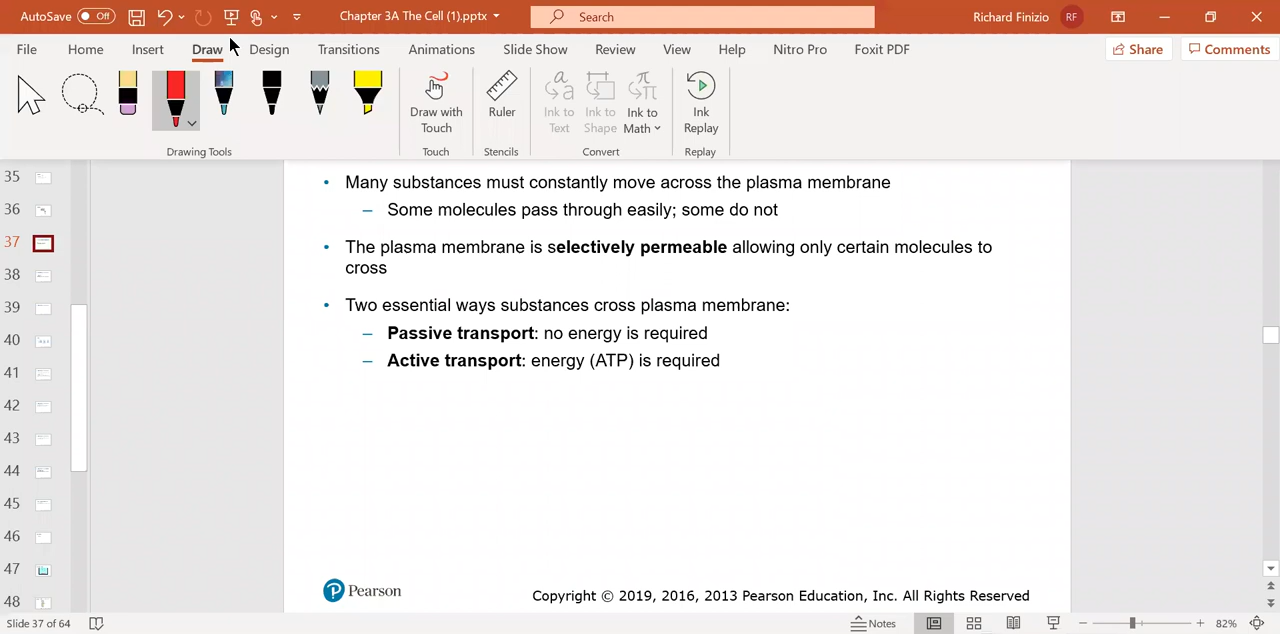 AutoSave Off Chapter 3A The Cell (1).pptx Search Richard Finizio RF
File Home Insert Draw Design Transitions Animations Slide Show Review View Help Nitro Pro Foxit PDF Share Comments
Draw with Touch
Ruler
Ink to Text
Ink to Shape
Ink to Math
Ink Replay
Drawing Tools Touch Stencils Convert Replay
35
36
37
38
39
40
41
42
43
44
45
46
47
48
• Many substances must constantly move across the plasma membrane
– Some molecules pass through easily; some do not
• The plasma membrane is selectively permeable allowing only certain molecules to
cross
• Two essential ways substances cross plasma membrane:
– Passive transport: no energy is required
– Active transport: energy (ATP) is required
P Pearson
Copyright © 2019, 2016, 2013 Pearson Education, Inc. All Rights Reserved
Slide 37 of 64 Notes 82%